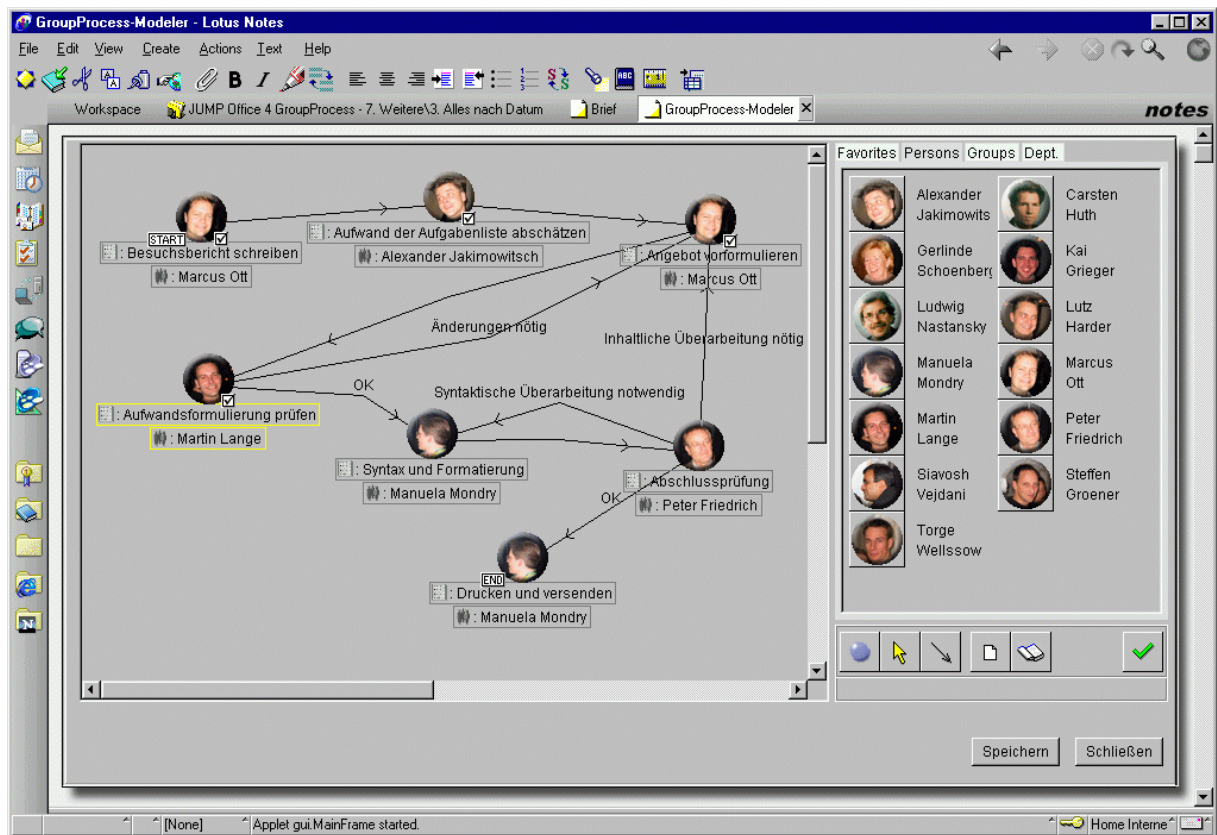 GroupProcess-Modeler - Lotus Notes
File Edit View Create Actions Text Help
Workspace JUMP Office 4 GroupProcess - 7. Weitere\3. Alles nach Datum Brief GroupProcess-Modeler notes
START
: Besuchsbericht schreiben
: Marcus Ott
: Aufwand der Aufgabenliste abschätzen
: Alexander Jakimowitsch
: Angebot vorformulieren
: Marcus Ott
Änderungen nötig
Inhaltliche Überarbeitung nötig
OK
Syntaktische Überarbeitung notwendig
: Aufwandsformulierung prüfen
: Martin Lange
: Syntax und Formatierung
: Manuela Mondry
: Abschlussprüfung
: Peter Friedrich
OK
END
: Drucken und versenden
: Manuela Mondry
Favorites Persons Groups Dept.
Alexander
Jakimowits
Carsten
Huth
Gerlinde
Schoenberg
Kai
Grieger
Ludwig
Nastansky
Lutz
Harder
Manuela
Mondry
Marcus
Ott
Martin
Lange
Peter
Friedrich
Siavosh
Vejdani
Steffen
Groener
Torge
Wellssow
Speichern Schließen
[None] Applet gui.MainFrame started. Home Interne